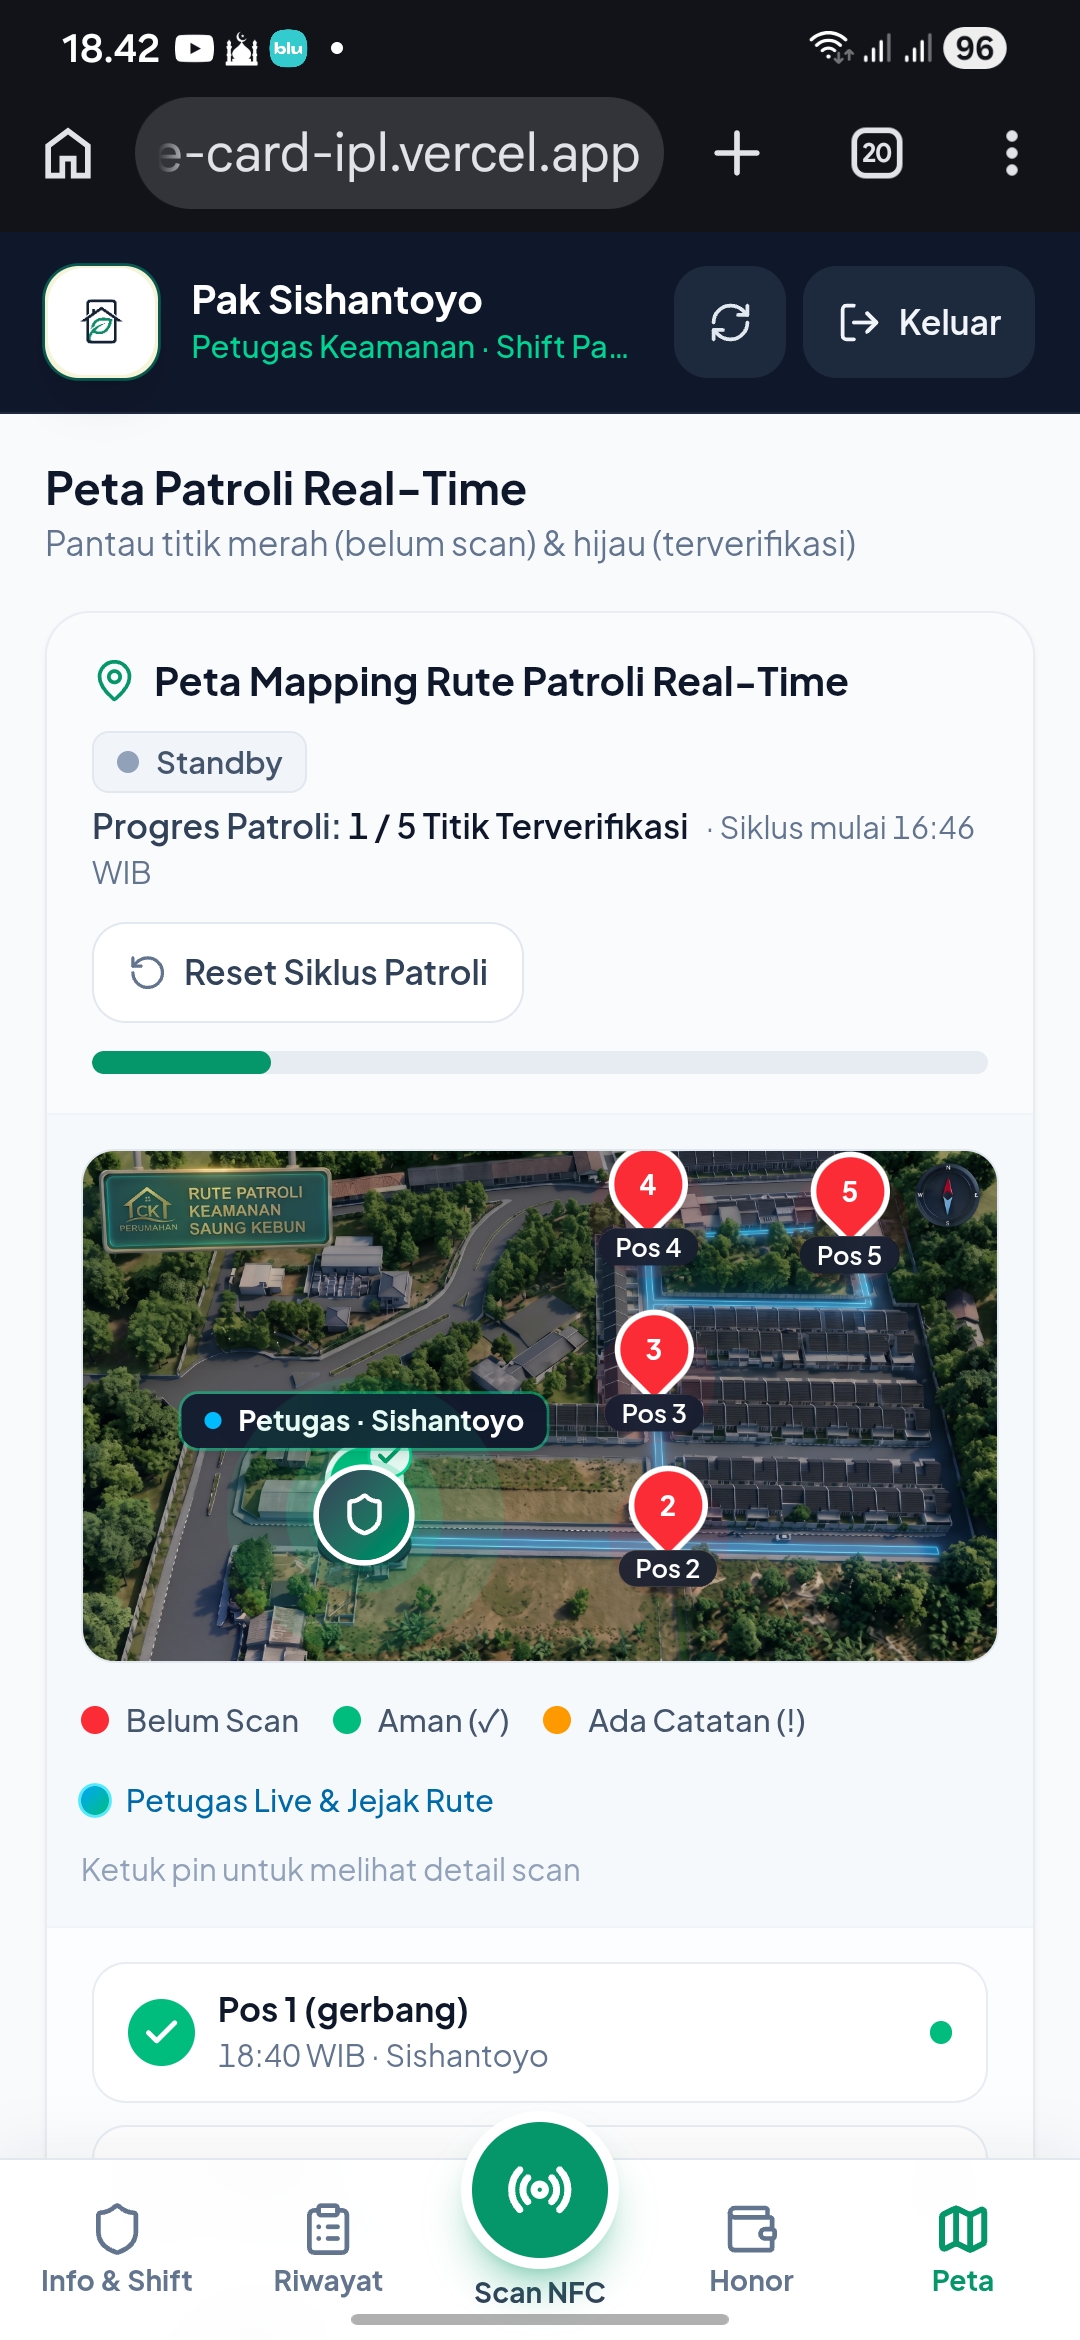 18.42 blu 96
e-card-ipl.vercel.app 20
Pak Sishantoyo
Petugas Keamanan · Shift Pa...
Keluar
Peta Patroli Real-Time
Pantau titik merah (belum scan) & hijau (terverifikasi)
Peta Mapping Rute Patroli Real-Time
Standby
Progres Patroli: 1 / 5 Titik Terverifikasi · Siklus mulai 16:46
WIB
Reset Siklus Patroli
CK
PERUMAHAN
RUTE PATROLI
KEAMANAN
SAUNG KEBUN
4
Pos 4
5
Pos 5
N
W E
S
3
Pos 3
Petugas · Sishantoyo
2
Pos 2
Belum Scan Aman (✓) Ada Catatan (!)
Petugas Live & Jejak Rute
Ketuk pin untuk melihat detail scan
Pos 1 (gerbang)
18:40 WIB · Sishantoyo
Info & Shift Riwayat Scan NFC Honor Peta